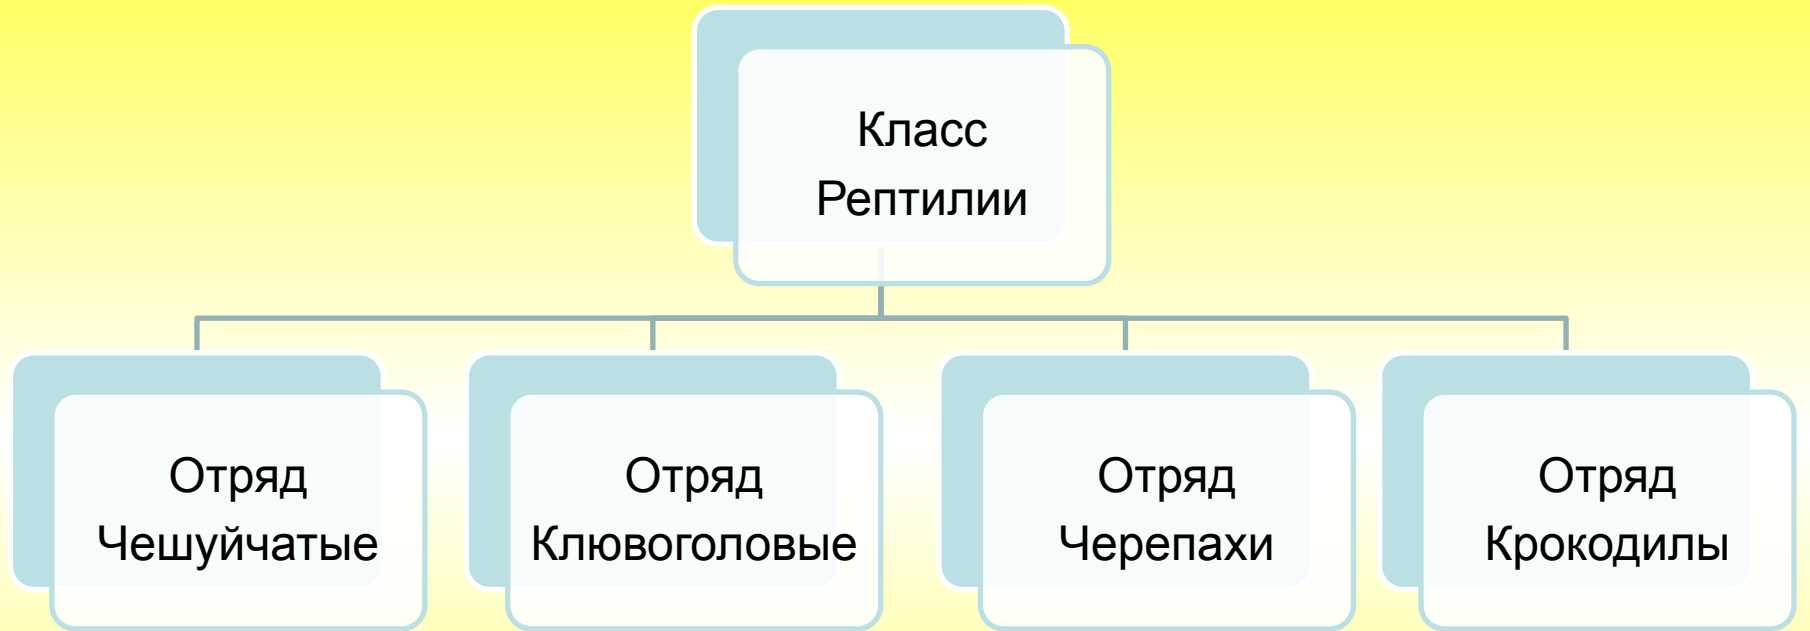 Класс
Рептилии
Отряд
Чешуйчатые
Отряд
Клювоголовые
Отряд
Черепахи
Отряд
Крокодилы